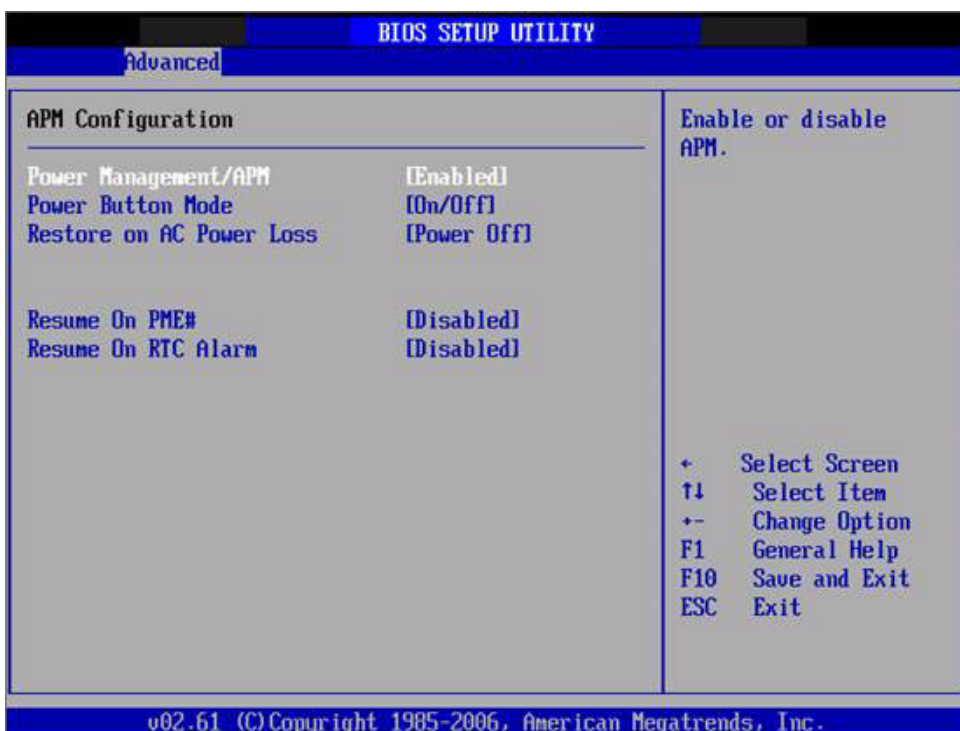 BIOS SETUP UTILITY
Advanced
APM Configuration
Power Management/APM [Enabled]
Power Button Mode [On/Off]
Restore on AC Power Loss [Power Off]
Resume On PME# [Disabled]
Resume On RTC Alarm [Disabled]
Enable or disable
APM.
← Select Screen
↑↓ Select Item
+- Change Option
F1 General Help
F10 Save and Exit
ESC Exit
v02.61 (C)Copyright 1985-2006, American Megatrends, Inc.